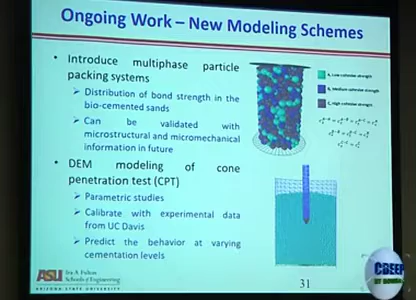 Ongoing Work – New Modeling Schemes
• Introduce multiphase particle
packing systems
➢ Distribution of bond strength in the
bio-cemented sands
➢ Can be validated with
microstructural and micromechanical
information in future
• DEM modeling of cone
penetration test (CPT)
➢ Parametric studies
➢ Calibrate with experimental data
from UC Davis
➢ Predict the behavior at varying
cementation levels
A, Low cohesion strength
B, Medium cohesion strength
C, High cohesion strength
ASU Ira A. Fulton
Schools of Engineering
ARIZONA STATE UNIVERSITY
31
CBEEP